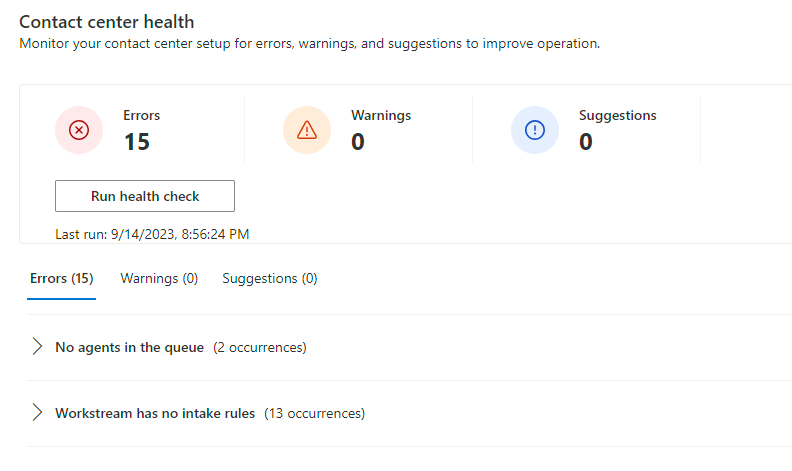 Contact center health
Monitor your contact center setup for errors, warnings, and suggestions to improve operation.
Errors
15
Warnings
0
Suggestions
0
Run health check
Last run: 9/14/2023, 8:56:24 PM
Errors (15) Warnings (0) Suggestions (0)
No agents in the queue (2 occurrences)
Workstream has no intake rules (13 occurrences)